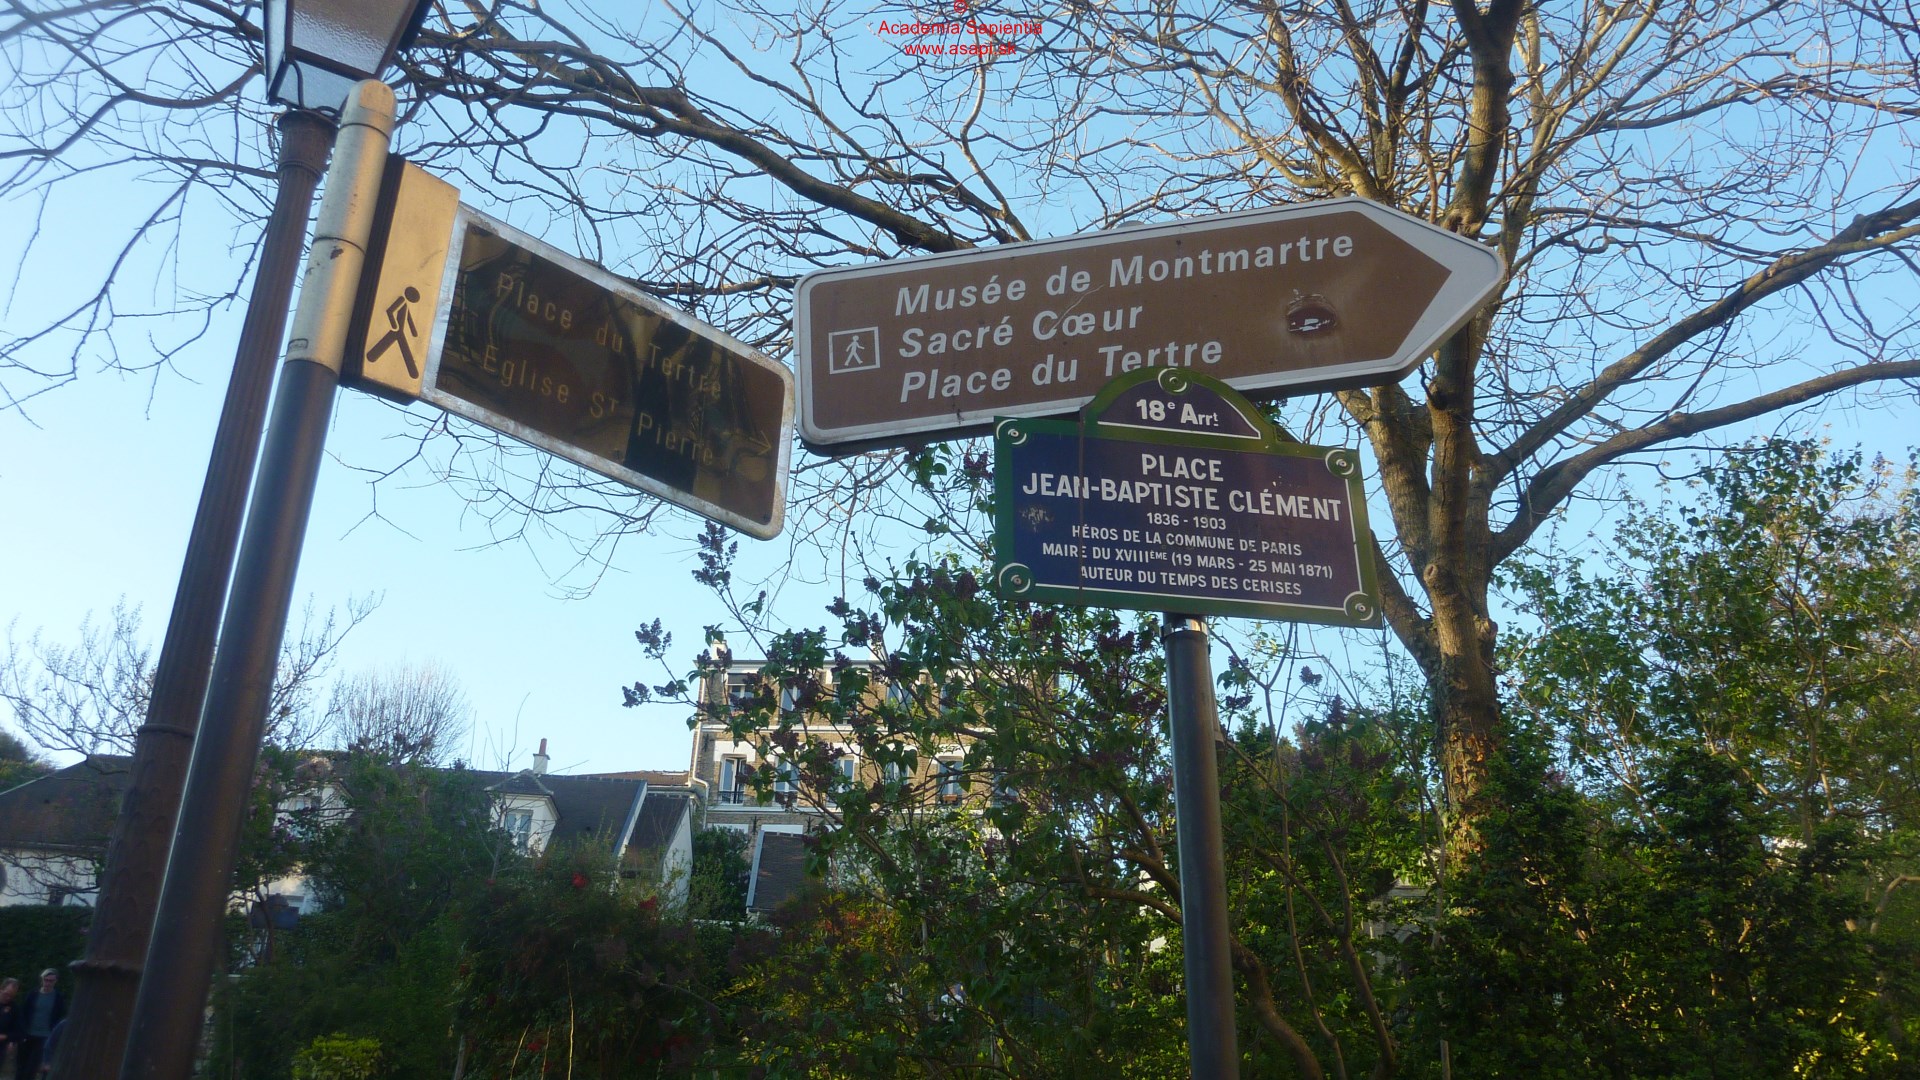 ©
Academia Sapientia
www.asapi.sk
Place du Tertre
Eglise Sᵀ Pierre
Musée de Montmartre
Sacré Cœur
Place du Tertre
18ᵉ Arrᵗ
PLACE
JEAN-BAPTISTE CLÉMENT
1836 - 1903
HÉROS DE LA COMMUNE DE PARIS
MAIRE DU XVIIIÈME (19 MARS - 25 MAI 1871)
AUTEUR DU TEMPS DES CERISES